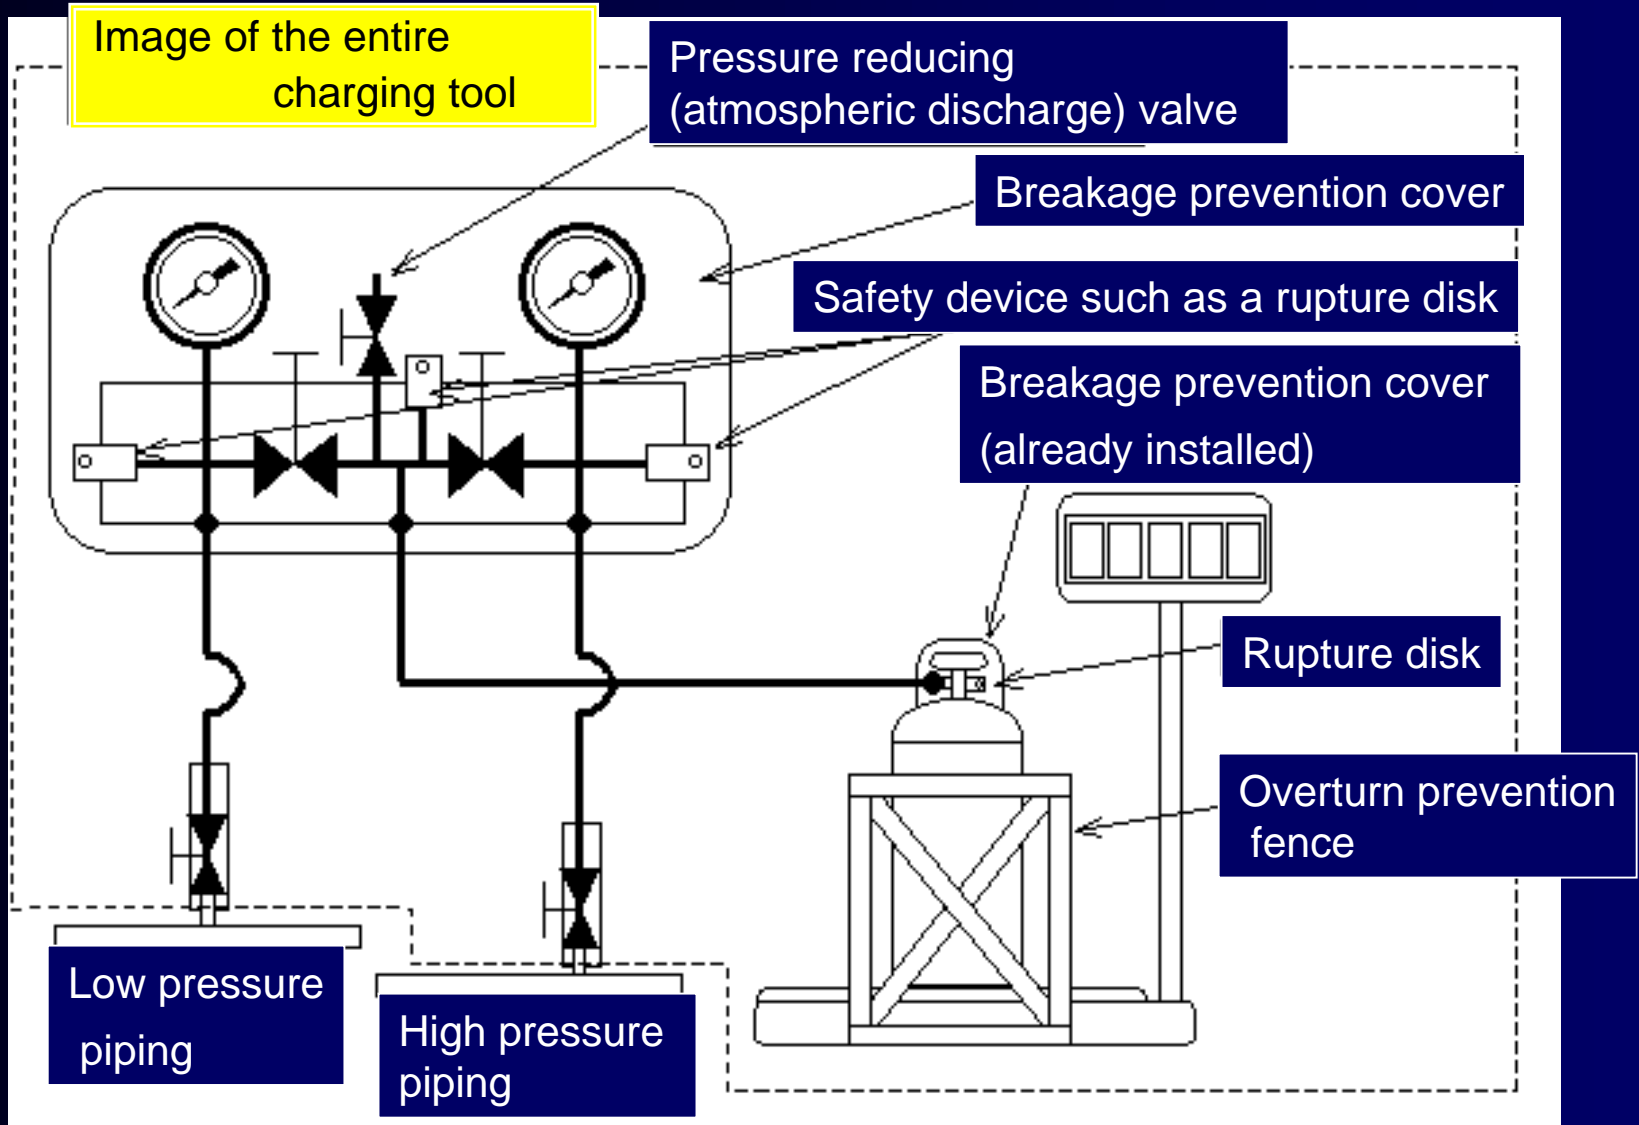 Image of the entire
charging tool
Pressure reducing
(atmospheric discharge) valve
Breakage prevention cover
Safety device such as a rupture disk
Breakage prevention cover
(already installed)
Rupture disk
Overturn prevention
fence
Low pressure
piping
High pressure
piping